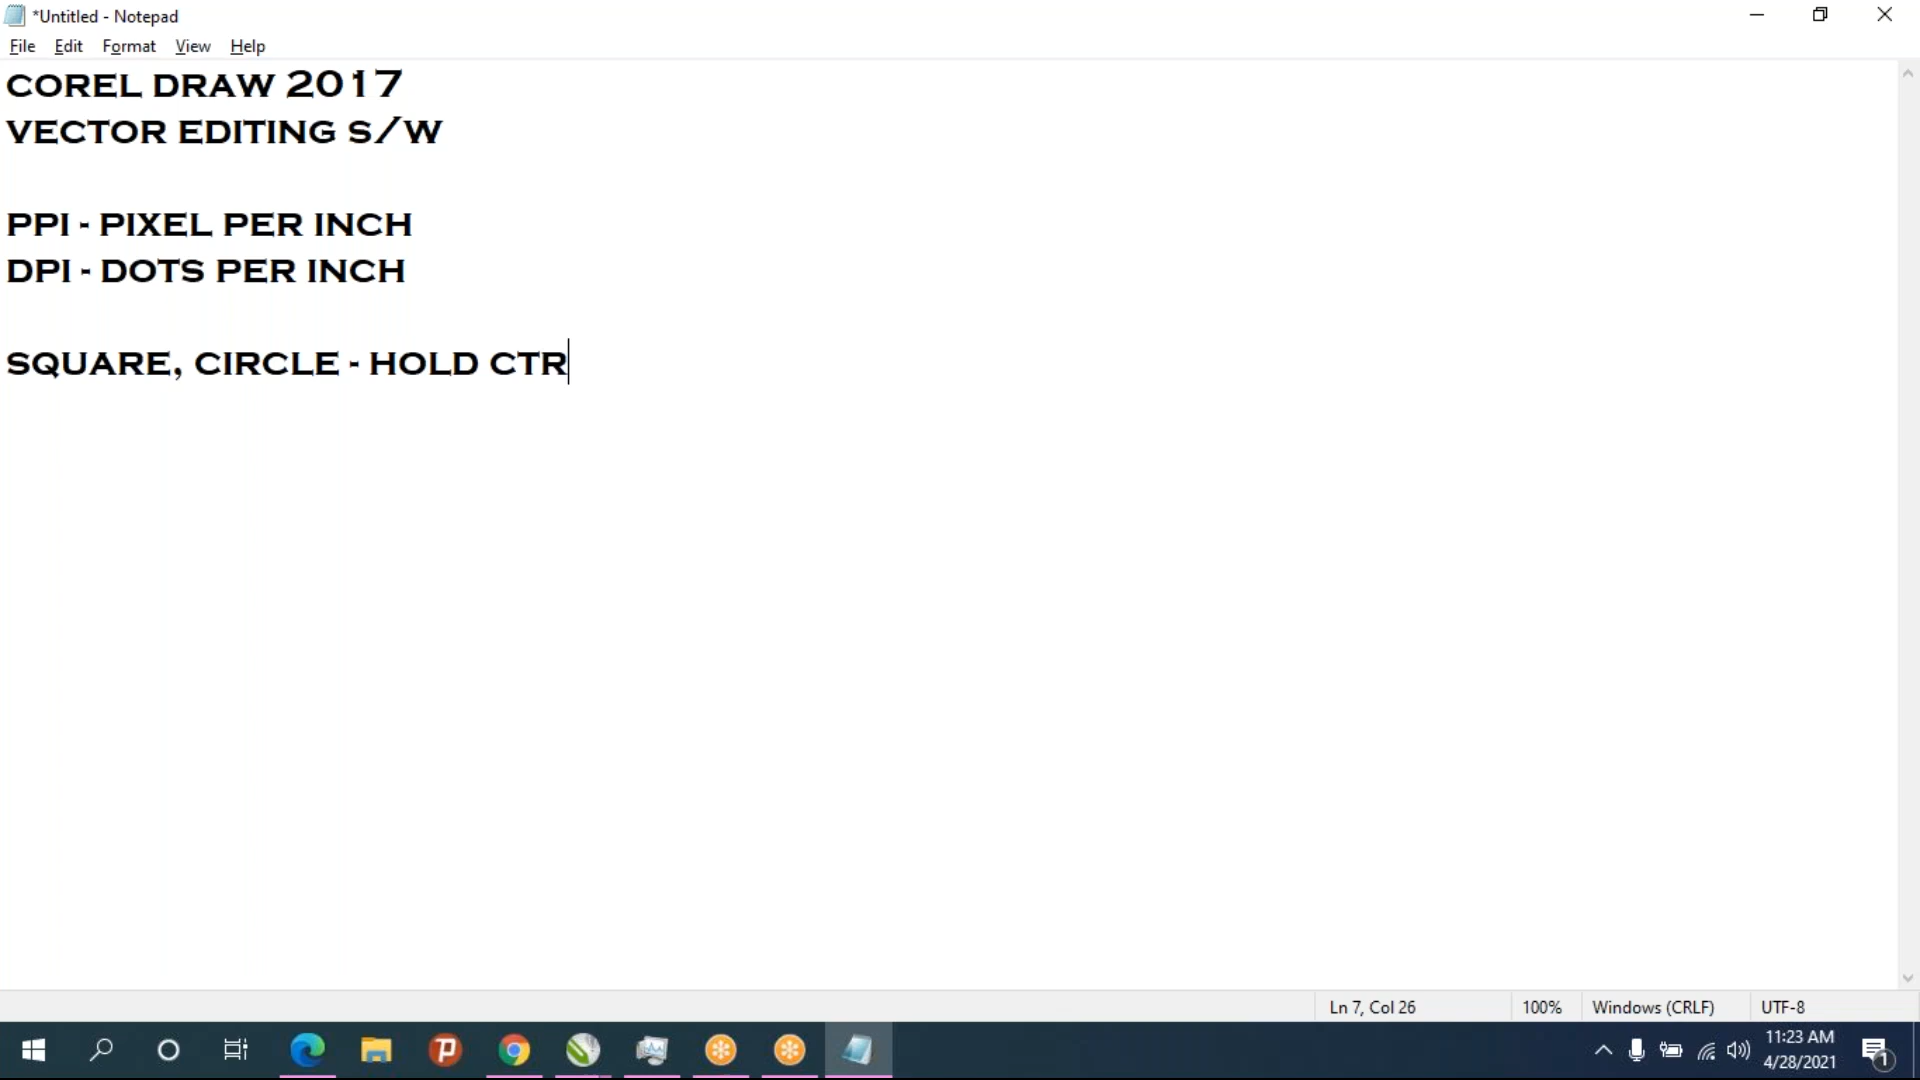 *Untitled - Notepad
File Edit Format View Help
COREL DRAW 2017
VECTOR EDITING S/W
PPI - PIXEL PER INCH
DPI - DOTS PER INCH
SQUARE, CIRCLE - HOLD CTR
Ln 7, Col 26 100% Windows (CRLF) UTF-8
11:23 AM
4/28/2021
1